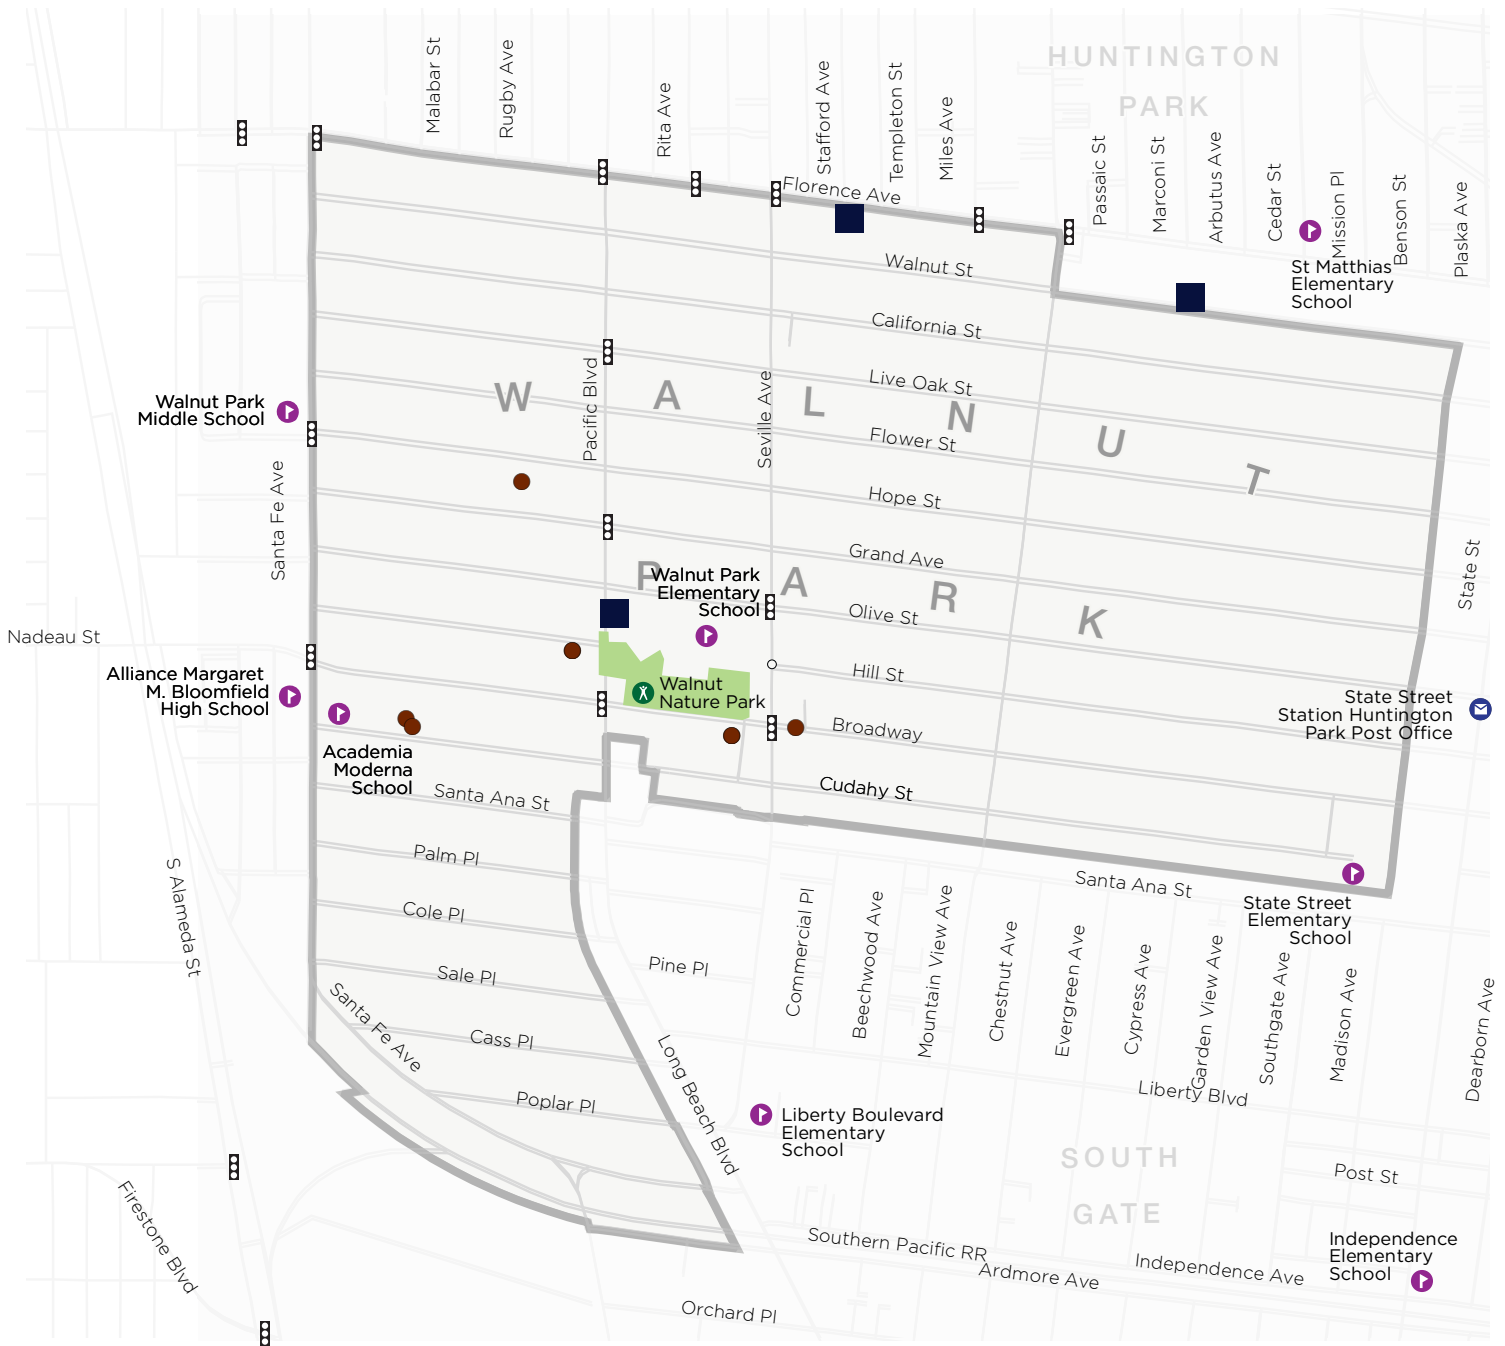 HUNTINGTON
PARK
Malabar St
Rugby Ave
Rita Ave
Stafford Ave
Templeton St
Miles Ave
Passaic St
Marconi St
Arbutus Ave
Cedar St
Mission Pl
Benson St
Plaska Ave
Florence Ave
St Matthias
Elementary
School
Walnut St
California St
Live Oak St
Flower St
Hope St
Grand Ave
Olive St
Hill St
Broadway
Cudahy St
WALNUT
PARK
Pacific Blvd
Seville Ave
Walnut Park
Middle School
Santa Fe Ave
State St
Walnut Park
Elementary
School
Nadeau St
Alliance Margaret
M. Bloomfield
High School
Walnut
Nature Park
State Street
Station Huntington
Park Post Office
Academia
Moderna
School
Santa Ana St
Palm Pl
Cole Pl
Sale Pl
Cass Pl
Poplar Pl
Santa Fe Ave
S Alameda St
Firestone Blvd
Long Beach Blvd
Pine Pl
Santa Ana St
State Street
Elementary
School
Commercial Pl
Beechwood Ave
Mountain View Ave
Chestnut Ave
Evergreen Ave
Cypress Ave
Garden View Ave
Southgate Ave
Madison Ave
Dearborn Ave
Liberty Blvd
Liberty Boulevard
Elementary
School
SOUTH
GATE
Post St
Southern Pacific RR
Ardmore Ave
Independence Ave
Independence
Elementary
School
Orchard Pl